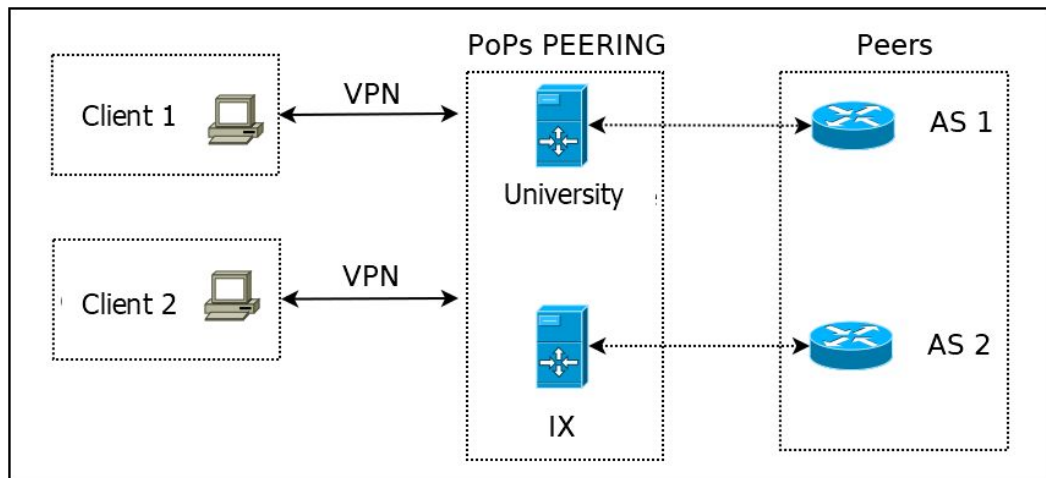 PoPs PEERING
Peers
Client 1
VPN
University
AS 1
Client 2
VPN
IX
AS 2